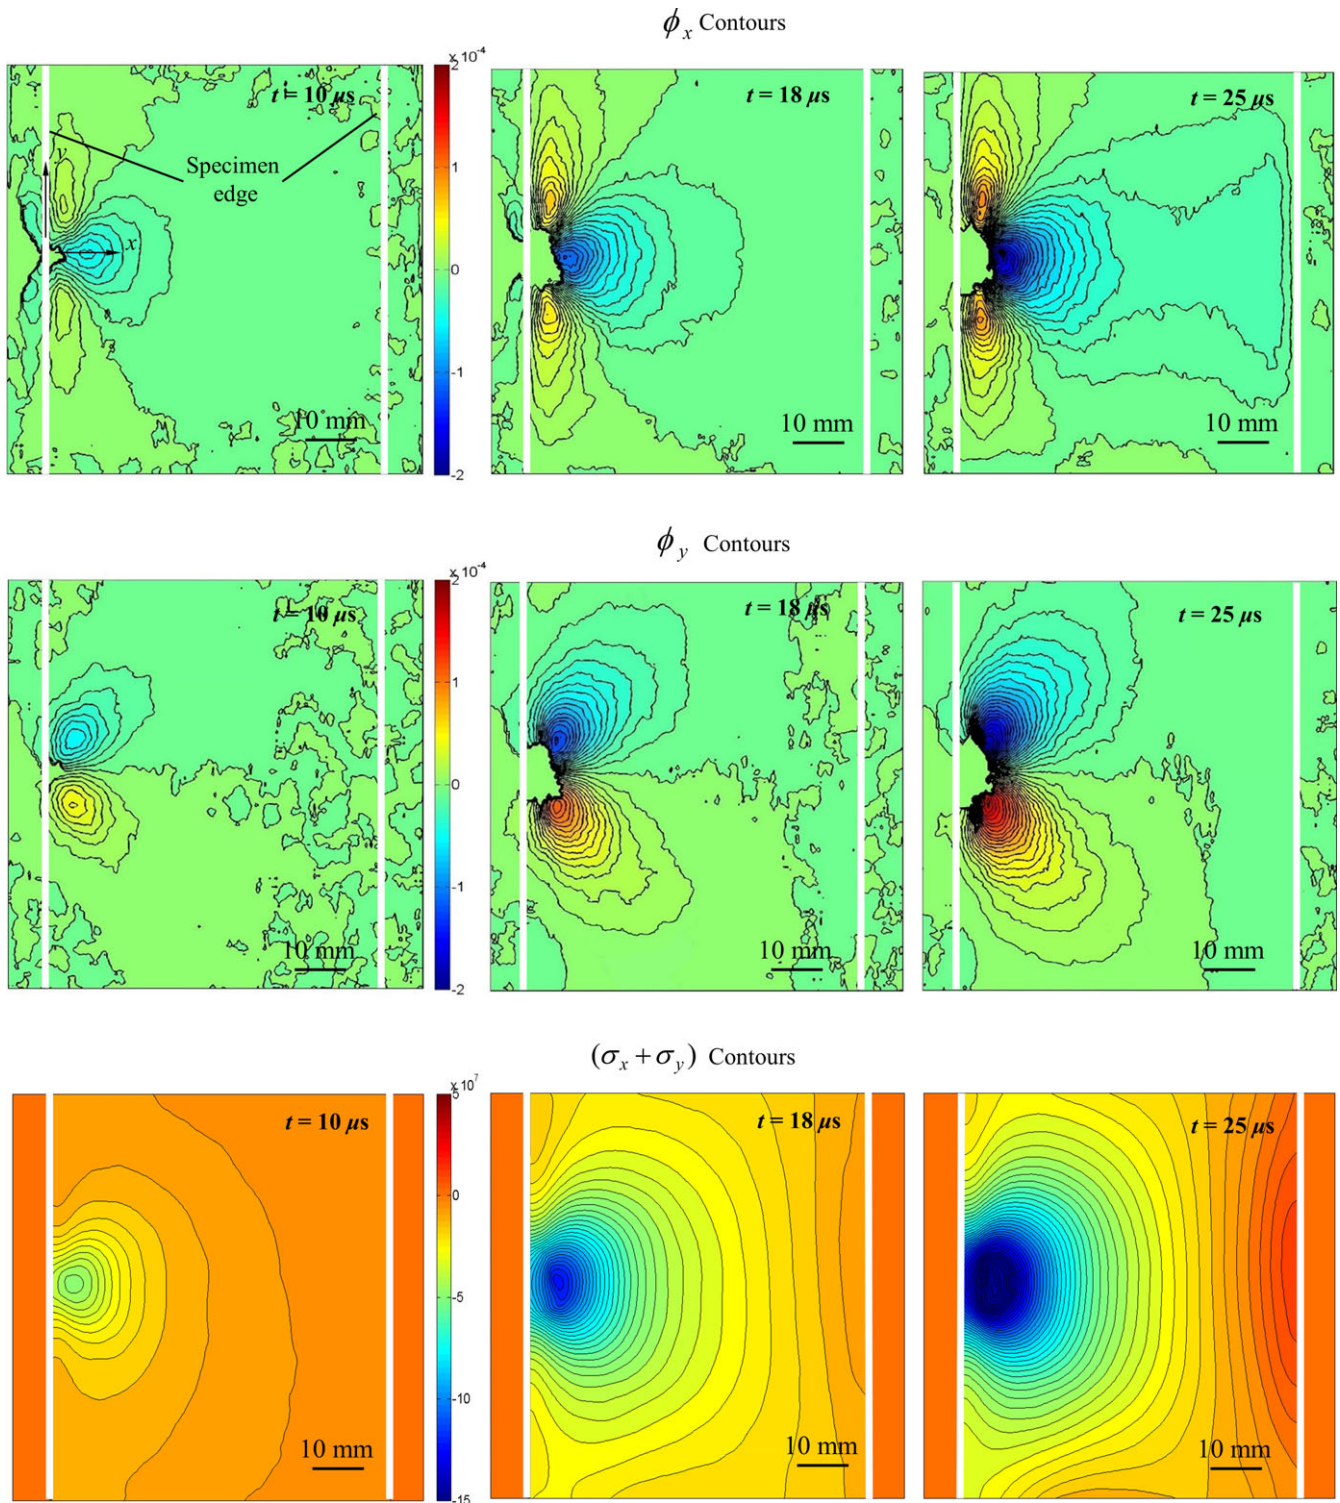 ϕx Contours
x 10⁻⁴
2
1
0
-1
-2
t = 10 μs
Specimen
edge
y
x
10 mm
t = 18 μs
10 mm
t = 25 μs
10 mm
ϕy Contours
x 10⁻⁴
2
1
0
-1
-2
t = 10 μs
10 mm
t = 18 μs
10 mm
t = 25 μs
10 mm
(σx + σy) Contours
x 10⁷
5
0
-5
-10
-15
t = 10 μs
10 mm
t = 18 μs
10 mm
t = 25 μs
10 mm